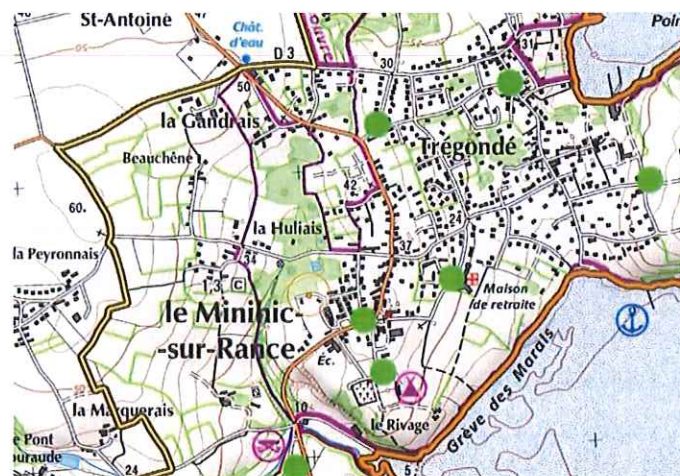 St-Antoine
Chât.
d'eau
D 3
30
31
50
la Gandrais
Trégondé
Beauchêne
42
60.
24
la Huliais
37
la Peyronnais
34
1,3
C
Maison
de retraite
le Minihic-
-sur-Rance
Éc.
Grève des Marais
la Marquerais
10
le Rivage
24
5